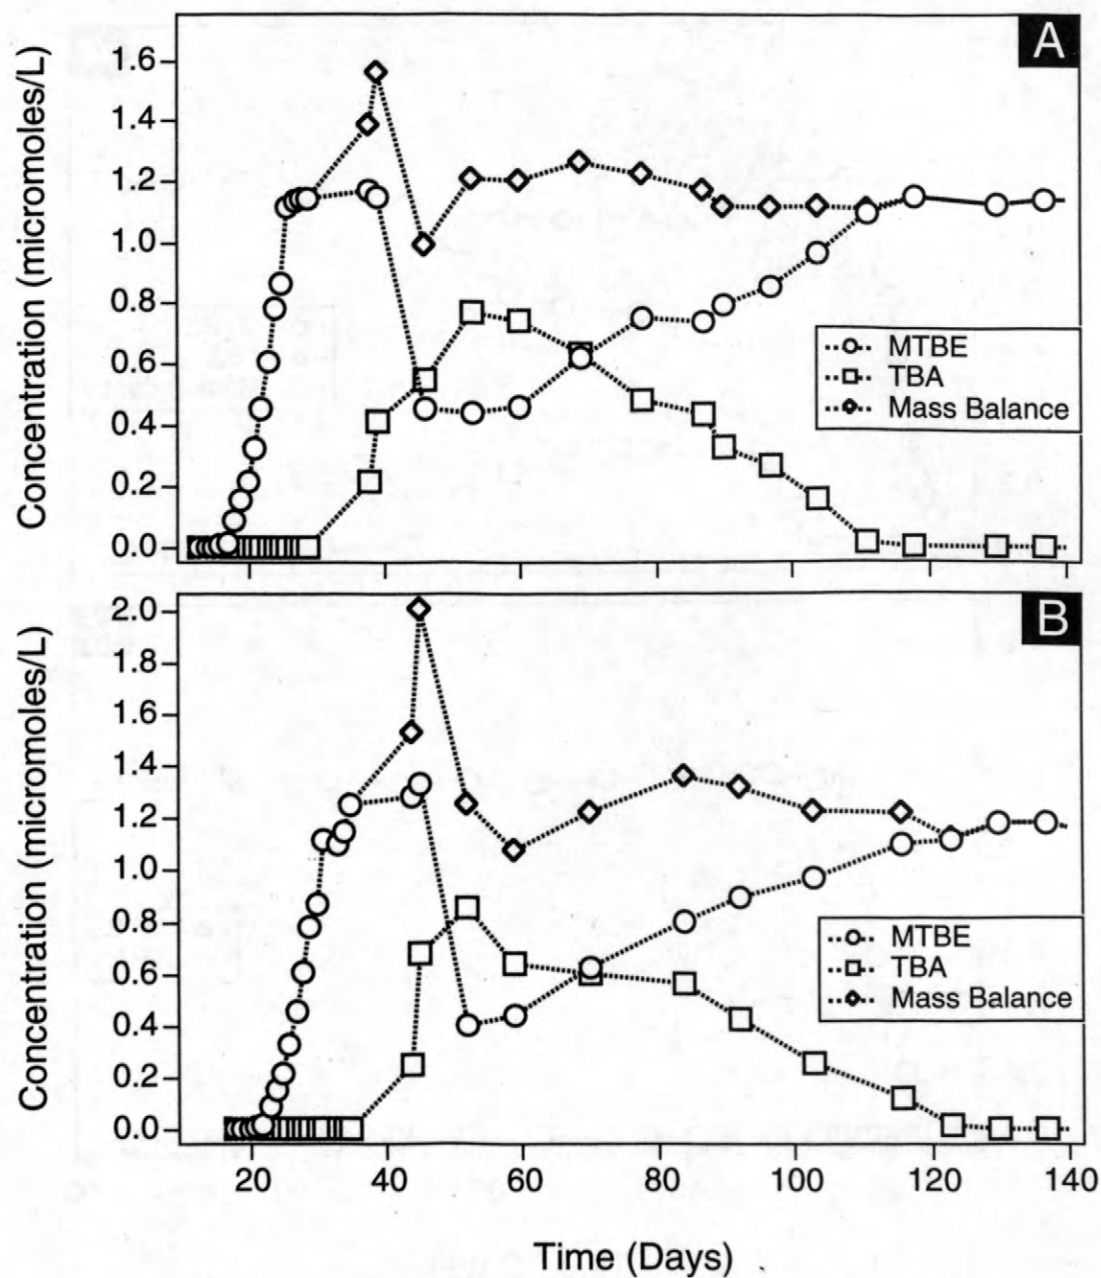 A
Concentration (micromoles/L)
1.6
1.4
1.2
1.0
0.8
0.6
0.4
0.2
0.0
MTBE
TBA
Mass Balance
B
Concentration (micromoles/L)
2.0
1.8
1.6
1.4
1.2
1.0
0.8
0.6
0.4
0.2
0.0
MTBE
TBA
Mass Balance
20 40 60 80 100 120 140
Time (Days)